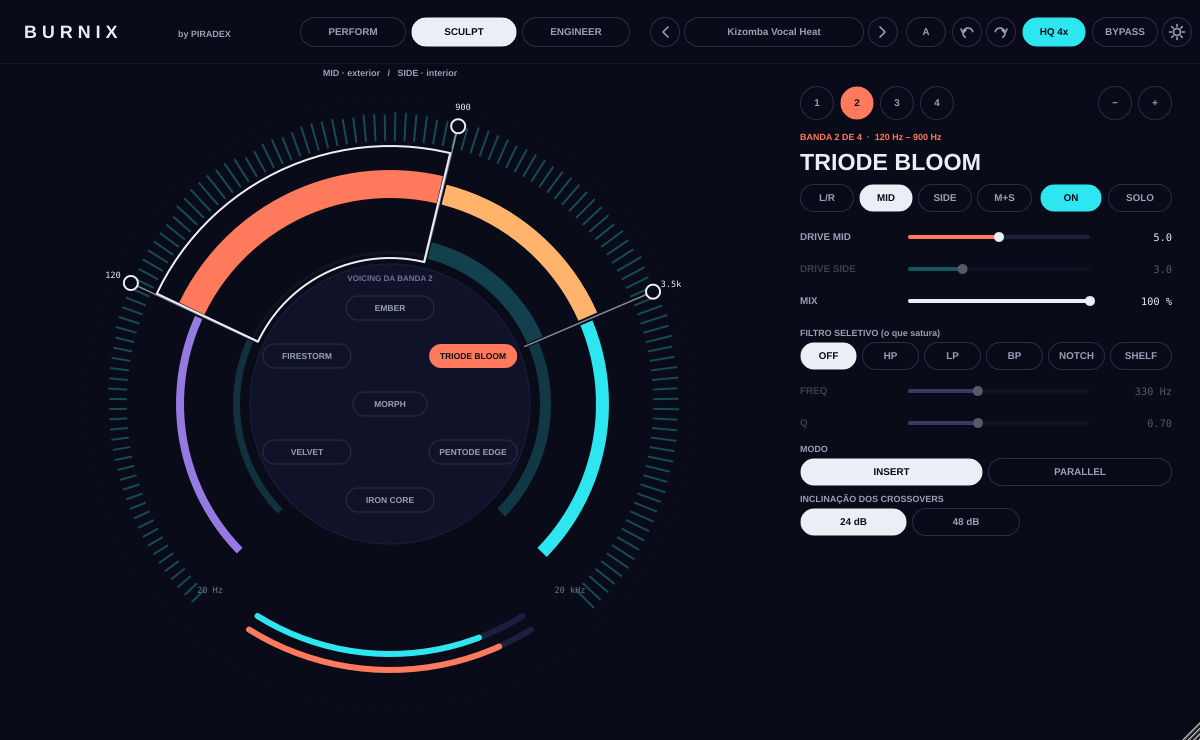 BURNIX
by PIRADEX
PERFORM
SCULPT
ENGINEER
Kizomba Vocal Heat
A
HQ 4x
BYPASS
MID · exterior / SIDE · interior
900
120
3.5k
20 Hz
20 kHz
VOICING DA BANDA 2
EMBER
FIRESTORM
TRIODE BLOOM
MORPH
VELVET
PENTODE EDGE
IRON CORE
1
2
3
4
−
+
BANDA 2 DE 4 · 120 Hz – 900 Hz
TRIODE BLOOM
L/R
MID
SIDE
M+S
ON
SOLO
DRIVE MID 5.0
DRIVE SIDE 3.0
MIX 100 %
FILTRO SELETIVO (o que satura)
OFF
HP
LP
BP
NOTCH
SHELF
FREQ 330 Hz
Q 0.70
MODO
INSERT
PARALLEL
INCLINAÇÃO DOS CROSSOVERS
24 dB
48 dB